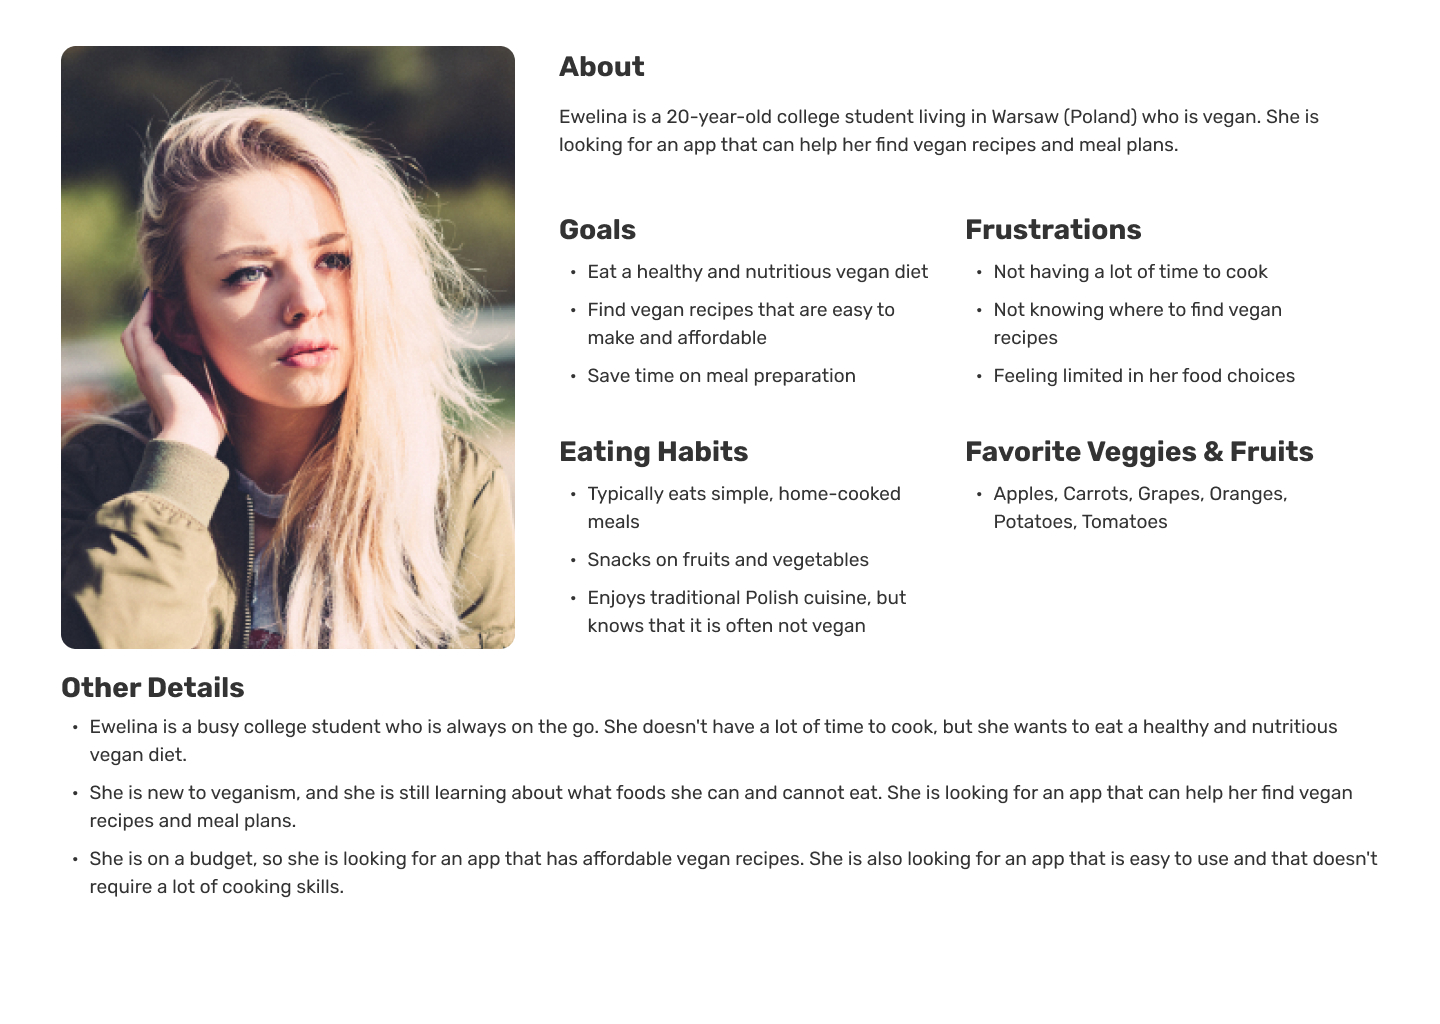 About
Ewelina is a 20-year-old college student living in Warsaw (Poland) who is vegan. She is
looking for an app that can help her find vegan recipes and meal plans.
Goals
• Eat a healthy and nutritious vegan diet
• Find vegan recipes that are easy to
make and affordable
• Save time on meal preparation
Frustrations
• Not having a lot of time to cook
• Not knowing where to find vegan
recipes
• Feeling limited in her food choices
Eating Habits
• Typically eats simple, home-cooked
meals
• Snacks on fruits and vegetables
• Enjoys traditional Polish cuisine, but
knows that it is often not vegan
Favorite Veggies & Fruits
• Apples, Carrots, Grapes, Oranges,
Potatoes, Tomatoes
Other Details
• Ewelina is a busy college student who is always on the go. She doesn't have a lot of time to cook, but she wants to eat a healthy and nutritious
vegan diet.
• She is new to veganism, and she is still learning about what foods she can and cannot eat. She is looking for an app that can help her find vegan
recipes and meal plans.
• She is on a budget, so she is looking for an app that has affordable vegan recipes. She is also looking for an app that is easy to use and that doesn't
require a lot of cooking skills.